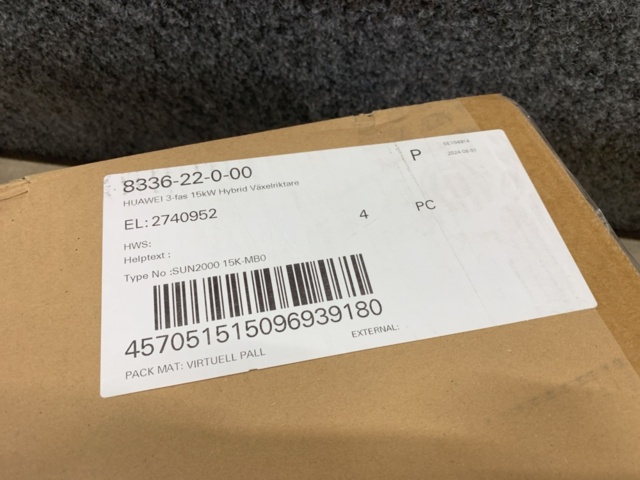 8336-22-0-00
P
HUAWEI 3-fas 15kW Hybrid Växelriktare
EL: 2740952
4
PC
HWS:
Helptext :
Type No :SUN2000 15K-MB0
457051515096939180
EXTERNAL:
PACK MAT: VIRTUELL PALL